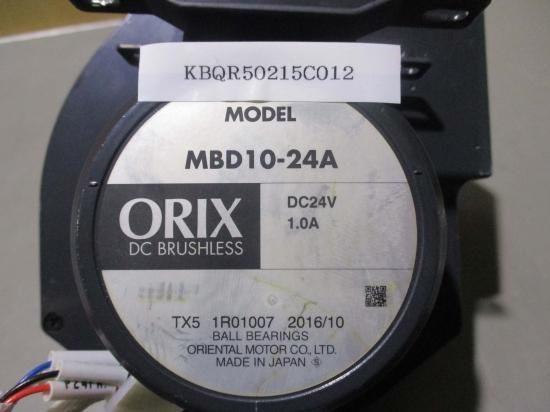 KBQR50215C012
MODEL
MBD10-24A
ORIX
DC BRUSHLESS
DC24V
1.0A
TX5 1R01007 2016/10
BALL BEARINGS
ORIENTAL MOTOR CO., LTD.
MADE IN JAPAN Ⓢ